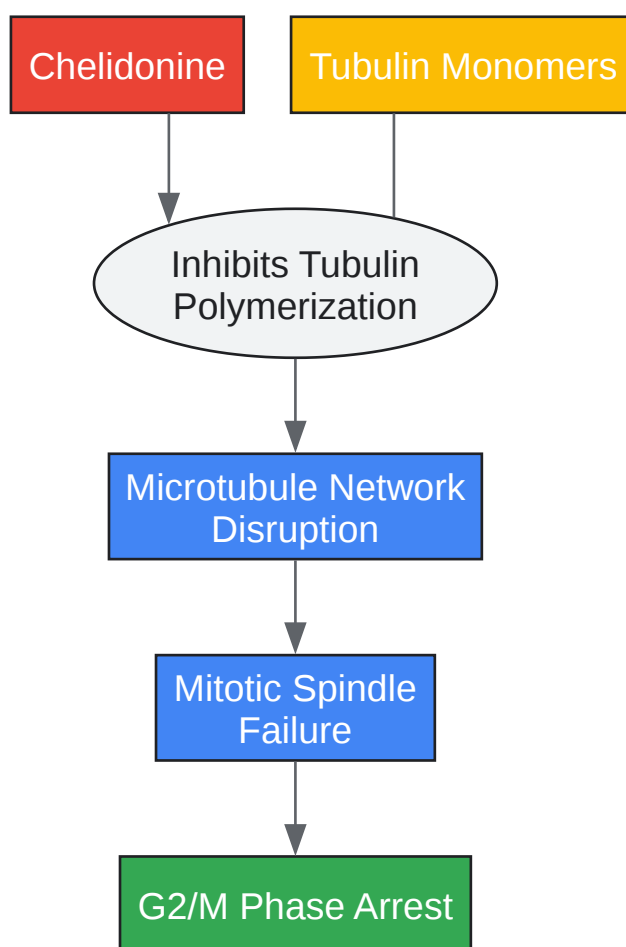 Chelidonine
Tubulin Monomers
Inhibits Tubulin
Polymerization
Microtubule Network
Disruption
Mitotic Spindle
Failure
G2/M Phase Arrest